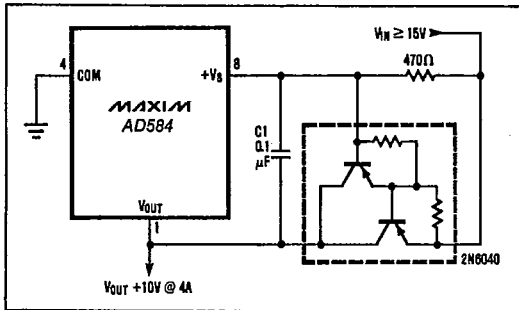 VIN ≥ 15V
4
COM
+VS
8
470Ω
MAXIM
AD584
C1
0.1
μF
VOUT
1
2N6040
VOUT +10V @ 4A